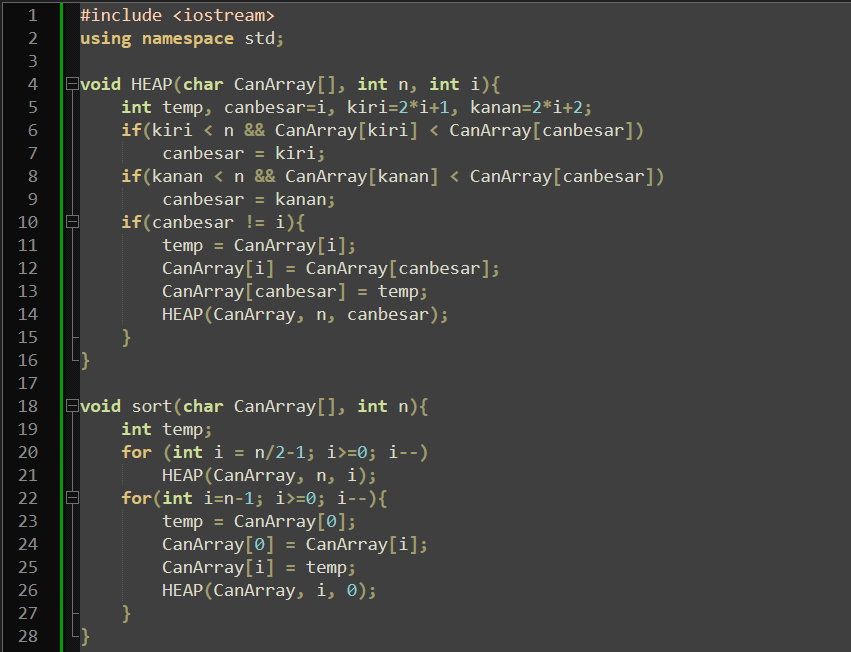 1 #include <iostream>
2 using namespace std;
3
4 void HEAP(char CanArray[], int n, int i){
5     int temp, canbesar=i, kiri=2*i+1, kanan=2*i+2;
6     if(kiri < n && CanArray[kiri] < CanArray[canbesar])
7         canbesar = kiri;
8     if(kanan < n && CanArray[kanan] < CanArray[canbesar])
9         canbesar = kanan;
10     if(canbesar != i){
11         temp = CanArray[i];
12         CanArray[i] = CanArray[canbesar];
13         CanArray[canbesar] = temp;
14         HEAP(CanArray, n, canbesar);
15     }
16 }
17
18 void sort(char CanArray[], int n){
19     int temp;
20     for (int i = n/2-1; i>=0; i--)
21         HEAP(CanArray, n, i);
22     for(int i=n-1; i>=0; i--){
23         temp = CanArray[0];
24         CanArray[0] = CanArray[i];
25         CanArray[i] = temp;
26         HEAP(CanArray, i, 0);
27     }
28 }